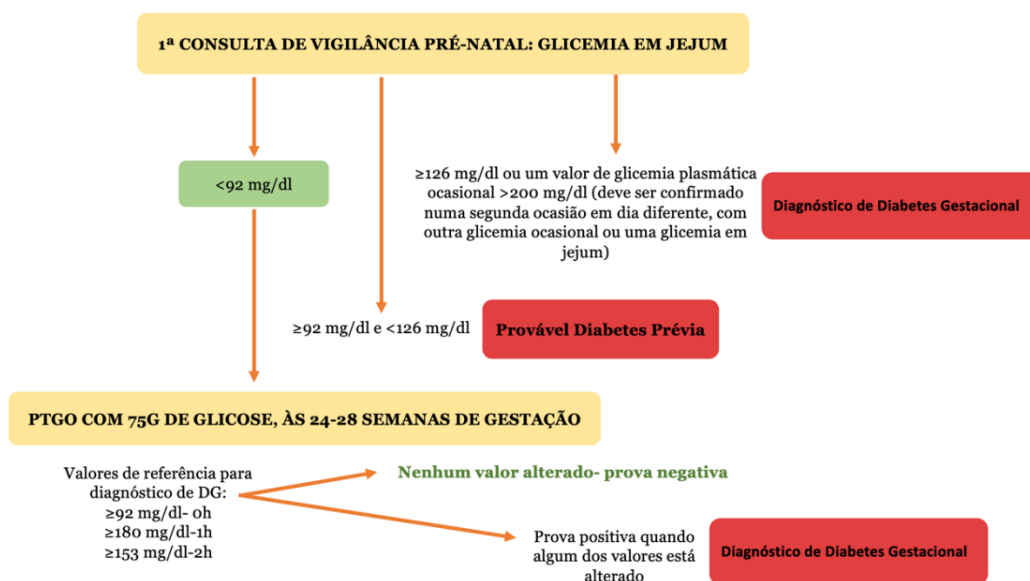 1ª CONSULTA DE VIGILÂNCIA PRÉ-NATAL: GLICEMIA EM JEJUM
<92 mg/dl
≥126 mg/dl ou um valor de glicemia plasmática
ocasional >200 mg/dl (deve ser confirmado
numa segunda ocasião em dia diferente, com
outra glicemia ocasional ou uma glicemia em
jejum)
Diagnóstico de Diabetes Gestacional
≥92 mg/dl e <126 mg/dl
Provável Diabetes Prévia
PTGO COM 75G DE GLICOSE, ÀS 24-28 SEMANAS DE GESTAÇÃO
Valores de referência para
diagnóstico de DG:
≥92 mg/dl- 0h
≥180 mg/dl-1h
≥153 mg/dl-2h
Nenhum valor alterado- prova negativa
Prova positiva quando
algum dos valores está
alterado
Diagnóstico de Diabetes Gestacional